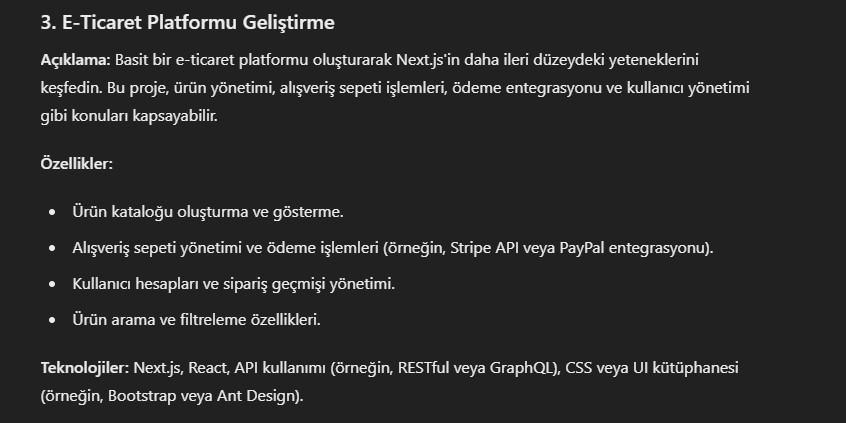 3. E-Ticaret Platformu Geliştirme
Açıklama: Basit bir e-ticaret platformu oluşturarak Next.js'in daha ileri düzeydeki yeteneklerini
keşfedin. Bu proje, ürün yönetimi, alışveriş sepeti işlemleri, ödeme entegrasyonu ve kullanıcı yönetimi
gibi konuları kapsayabilir.
Özellikler:
• Ürün kataloğu oluşturma ve gösterme.
• Alışveriş sepeti yönetimi ve ödeme işlemleri (örneğin, Stripe API veya PayPal entegrasyonu).
• Kullanıcı hesapları ve sipariş geçmişi yönetimi.
• Ürün arama ve filtreleme özellikleri.
Teknolojiler: Next.js, React, API kullanımı (örneğin, RESTful veya GraphQL), CSS veya UI kütüphanesi
(örneğin, Bootstrap veya Ant Design).